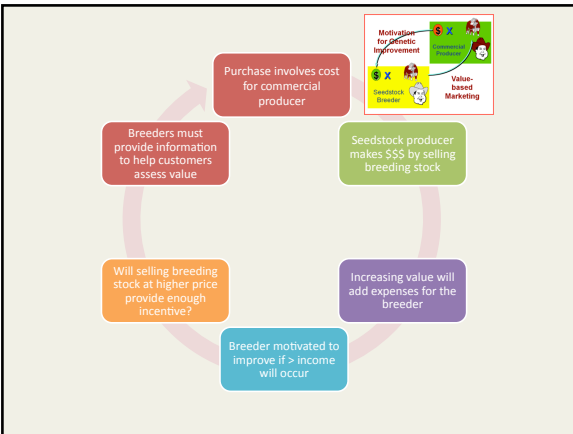 Motivation
for Genetic
Improvement
$ X
Commercial
Producer
$ X
Seedstock
Breeder
Value-
based
Marketing
Purchase involves cost
for commercial
producer
Seedstock producer
makes $$$ by selling
breeding stock
Increasing value will
add expenses for the
breeder
Breeder motivated to
improve if > income
will occur
Will selling breeding
stock at higher price
provide enough
incentive?
Breeders must
provide information
to help customers
assess value